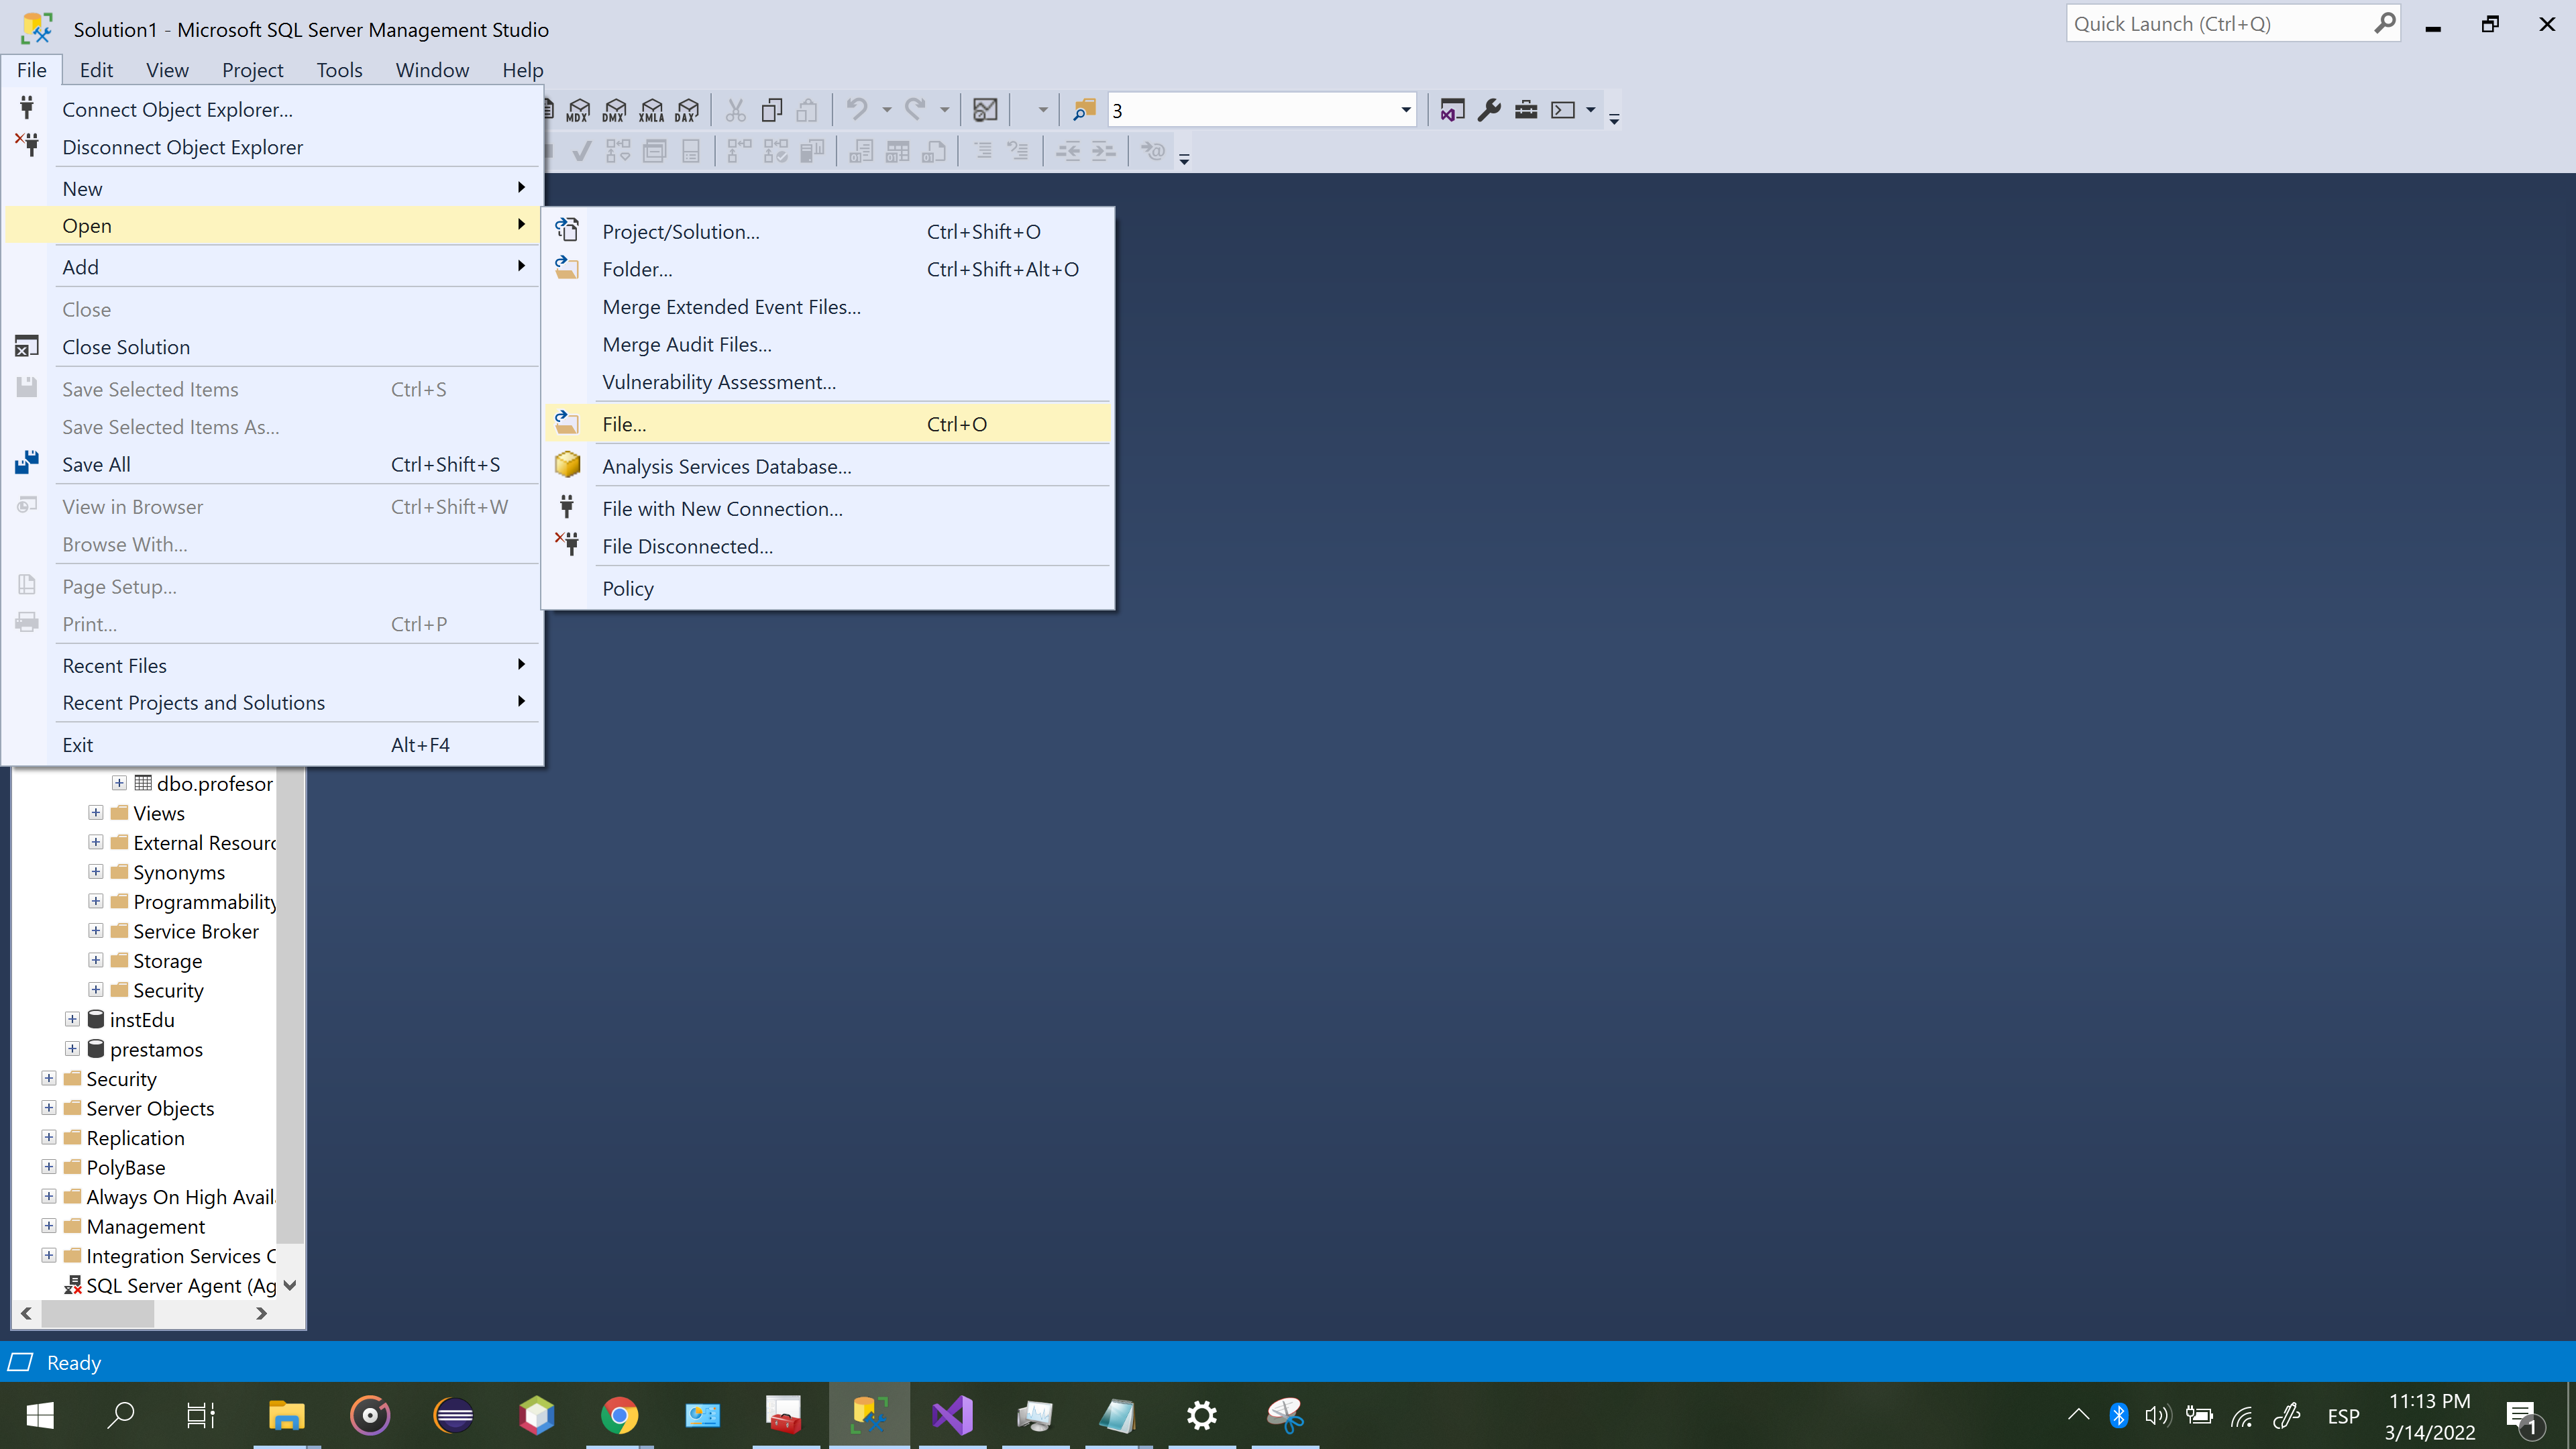 Solution1 - Microsoft SQL Server Management Studio
Quick Launch (Ctrl+Q)
File Edit View Project Tools Window Help
MDX DMX XMLA DAX
3
Connect Object Explorer...
Disconnect Object Explorer
New
Open
Add
Close
Close Solution
Save Selected Items Ctrl+S
Save Selected Items As...
Save All Ctrl+Shift+S
View in Browser Ctrl+Shift+W
Browse With...
Page Setup...
Print... Ctrl+P
Recent Files
Recent Projects and Solutions
Exit Alt+F4
Project/Solution... Ctrl+Shift+O
Folder... Ctrl+Shift+Alt+O
Merge Extended Event Files...
Merge Audit Files...
Vulnerability Assessment...
File... Ctrl+O
Analysis Services Database...
File with New Connection...
File Disconnected...
Policy
dbo.profesor
Views
External Resourc
Synonyms
Programmability
Service Broker
Storage
Security
instEdu
prestamos
Security
Server Objects
Replication
PolyBase
Always On High Avail
Management
Integration Services C
SQL Server Agent (Ag
Ready
ESP
11:13 PM
3/14/2022
1